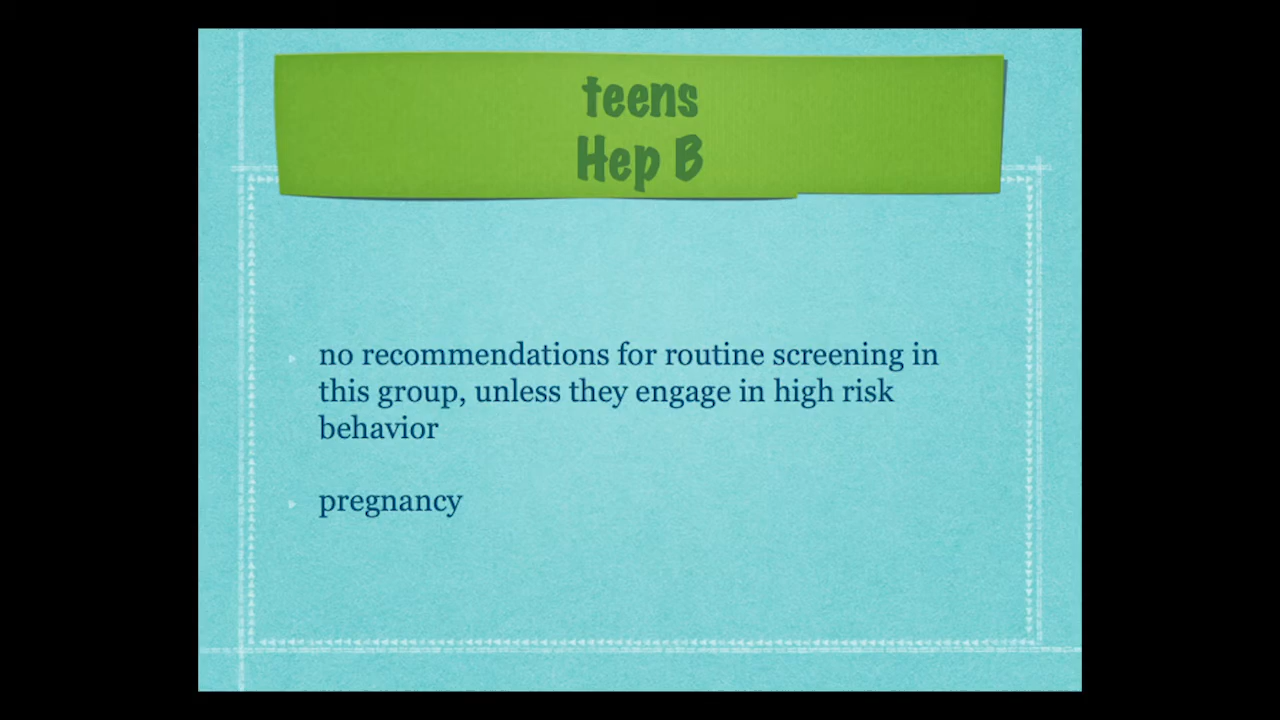 teens
Hep B
no recommendations for routine screening in
this group, unless they engage in high risk
behavior
pregnancy